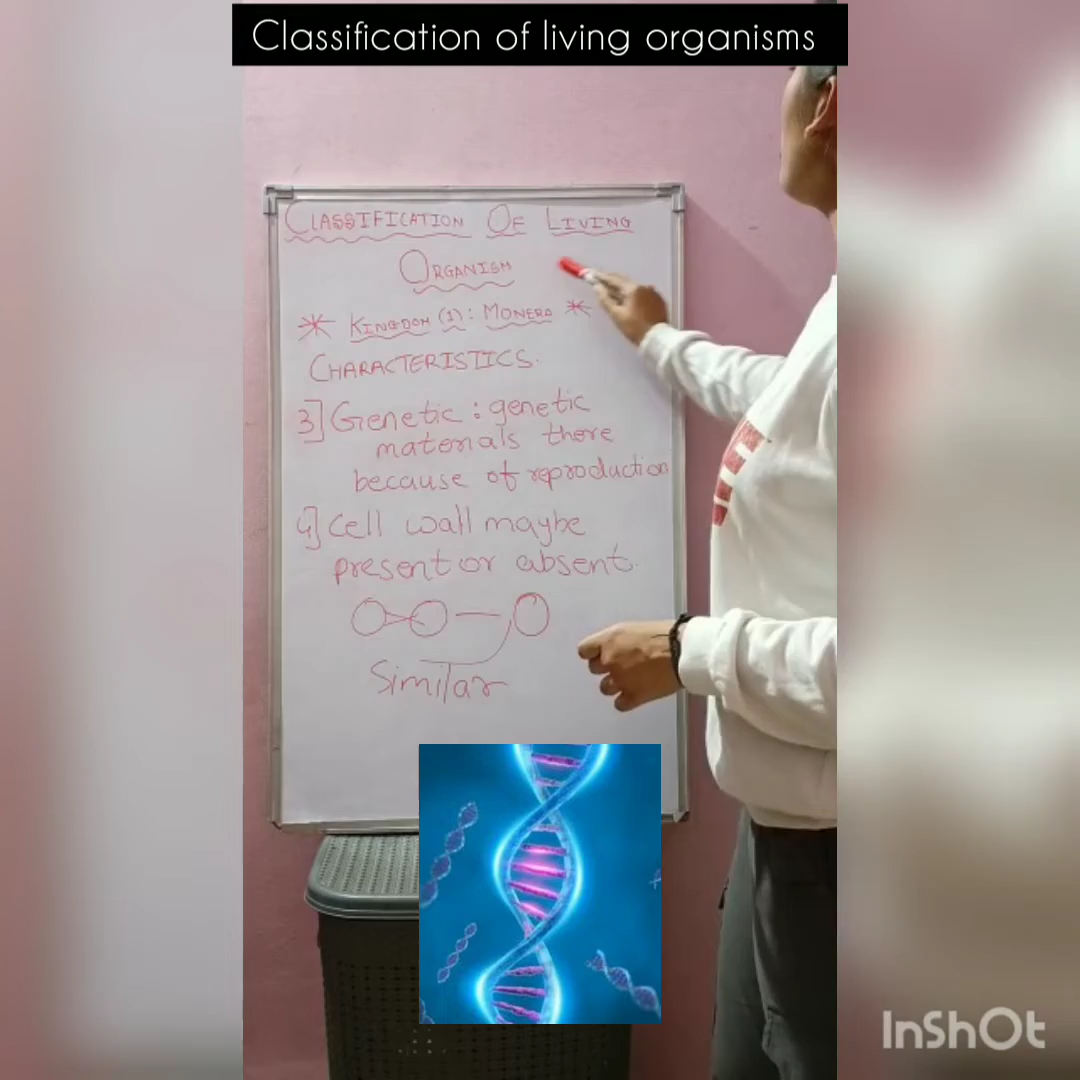 Classification of living organisms
CLASSIFICATION OF LIVING
ORGANISM
* KINGDOM (1): MONERA *
CHARACTERISTICS.
3] Genetic : genetic
materials there
because of reproduction
4] Cell wall maybe
present or absent.
Similar
InShOt